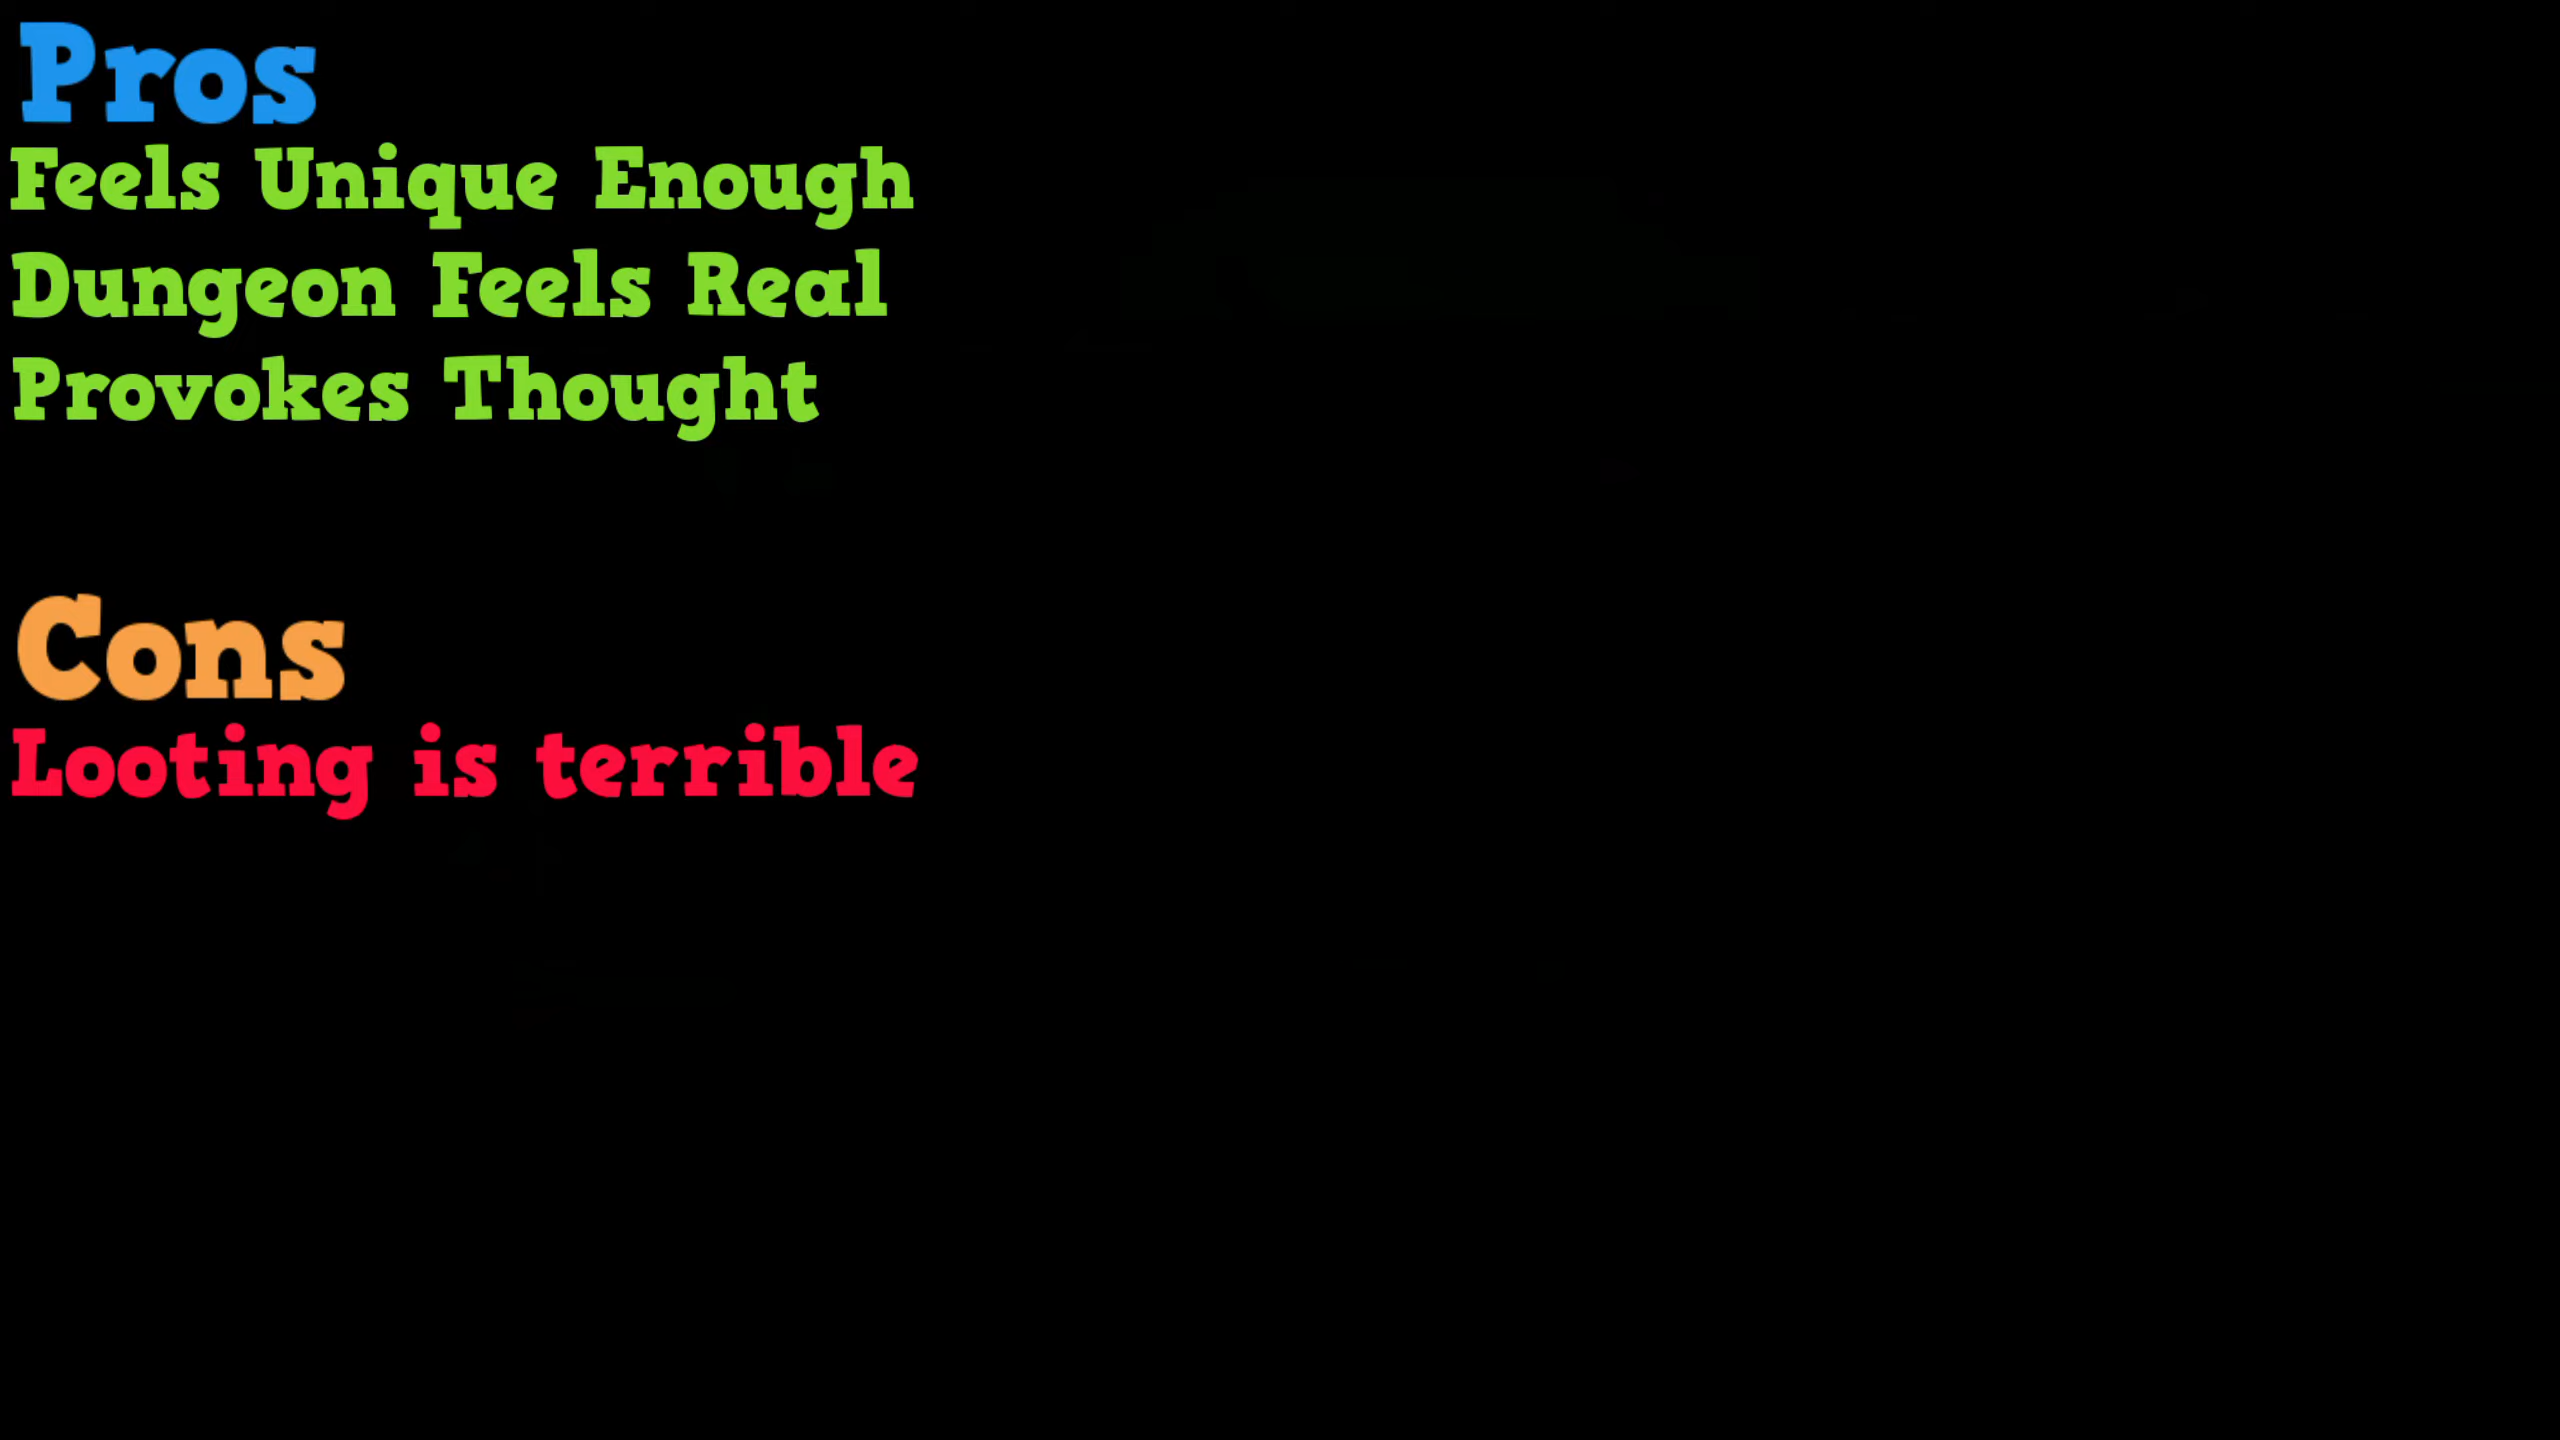 Pros
Feels Unique Enough
Dungeon Feels Real
Provokes Thought
Cons
Looting is terrible